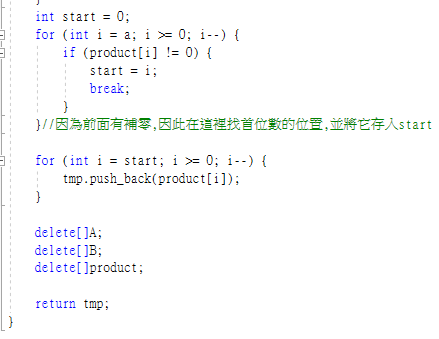 }
int start = 0;
for (int i = a; i >= 0; i--) {
if (product[i] != 0) {
start = i;
break;
}
}//因為前面有補零,因此在這裡找首位數的位置,並將它存入start
for (int i = start; i >= 0; i--) {
tmp.push_back(product[i]);
}
delete[]A;
delete[]B;
delete[]product;
return tmp;
}